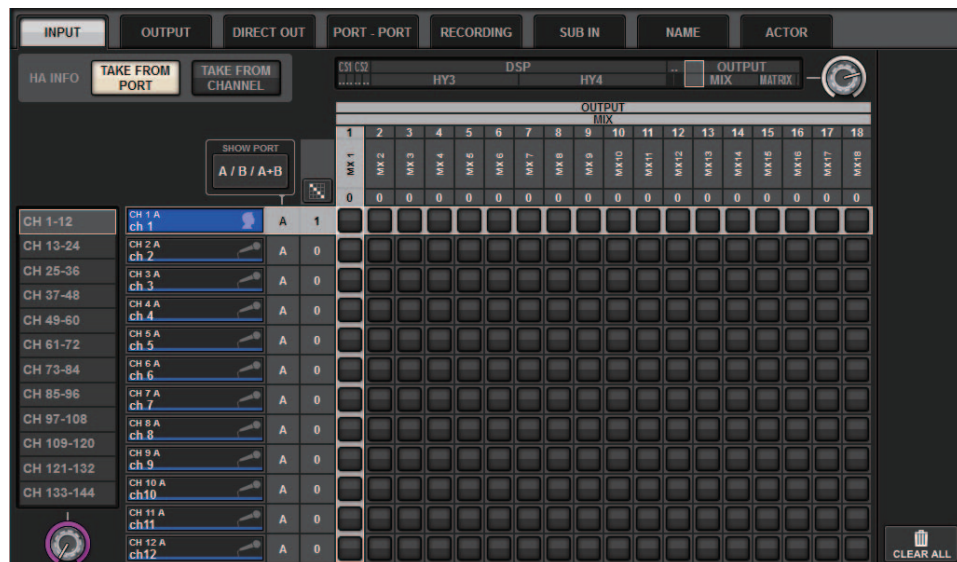 INPUT OUTPUT DIRECT OUT PORT - PORT RECORDING SUB IN NAME ACTOR
HA INFO TAKE FROM PORT TAKE FROM CHANNEL
CS1 CS2 DSP .. OUTPUT
HY3 HY4 MIX MATRIX
OUTPUT
MIX
1 2 3 4 5 6 7 8 9 10 11 12 13 14 15 16 17 18
SHOW PORT
A / B / A+B
MX 1 MX 2 MX 3 MX 4 MX 5 MX 6 MX 7 MX 8 MX 9 MX10 MX11 MX12 MX13 MX14 MX15 MX16 MX17 MX18
0 0 0 0 0 0 0 0 0 0 0 0 0 0 0 0 0 0
CH 1-12
CH 13-24
CH 25-36
CH 37-48
CH 49-60
CH 61-72
CH 73-84
CH 85-96
CH 97-108
CH 109-120
CH 121-132
CH 133-144
CH 1 A
ch 1 A 1
CH 2 A
ch 2 A 0
CH 3 A
ch 3 A 0
CH 4 A
ch 4 A 0
CH 5 A
ch 5 A 0
CH 6 A
ch 6 A 0
CH 7 A
ch 7 A 0
CH 8 A
ch 8 A 0
CH 9 A
ch 9 A 0
CH 10 A
ch10 A 0
CH 11 A
ch11 A 0
CH 12 A
ch12 A 0
CLEAR ALL